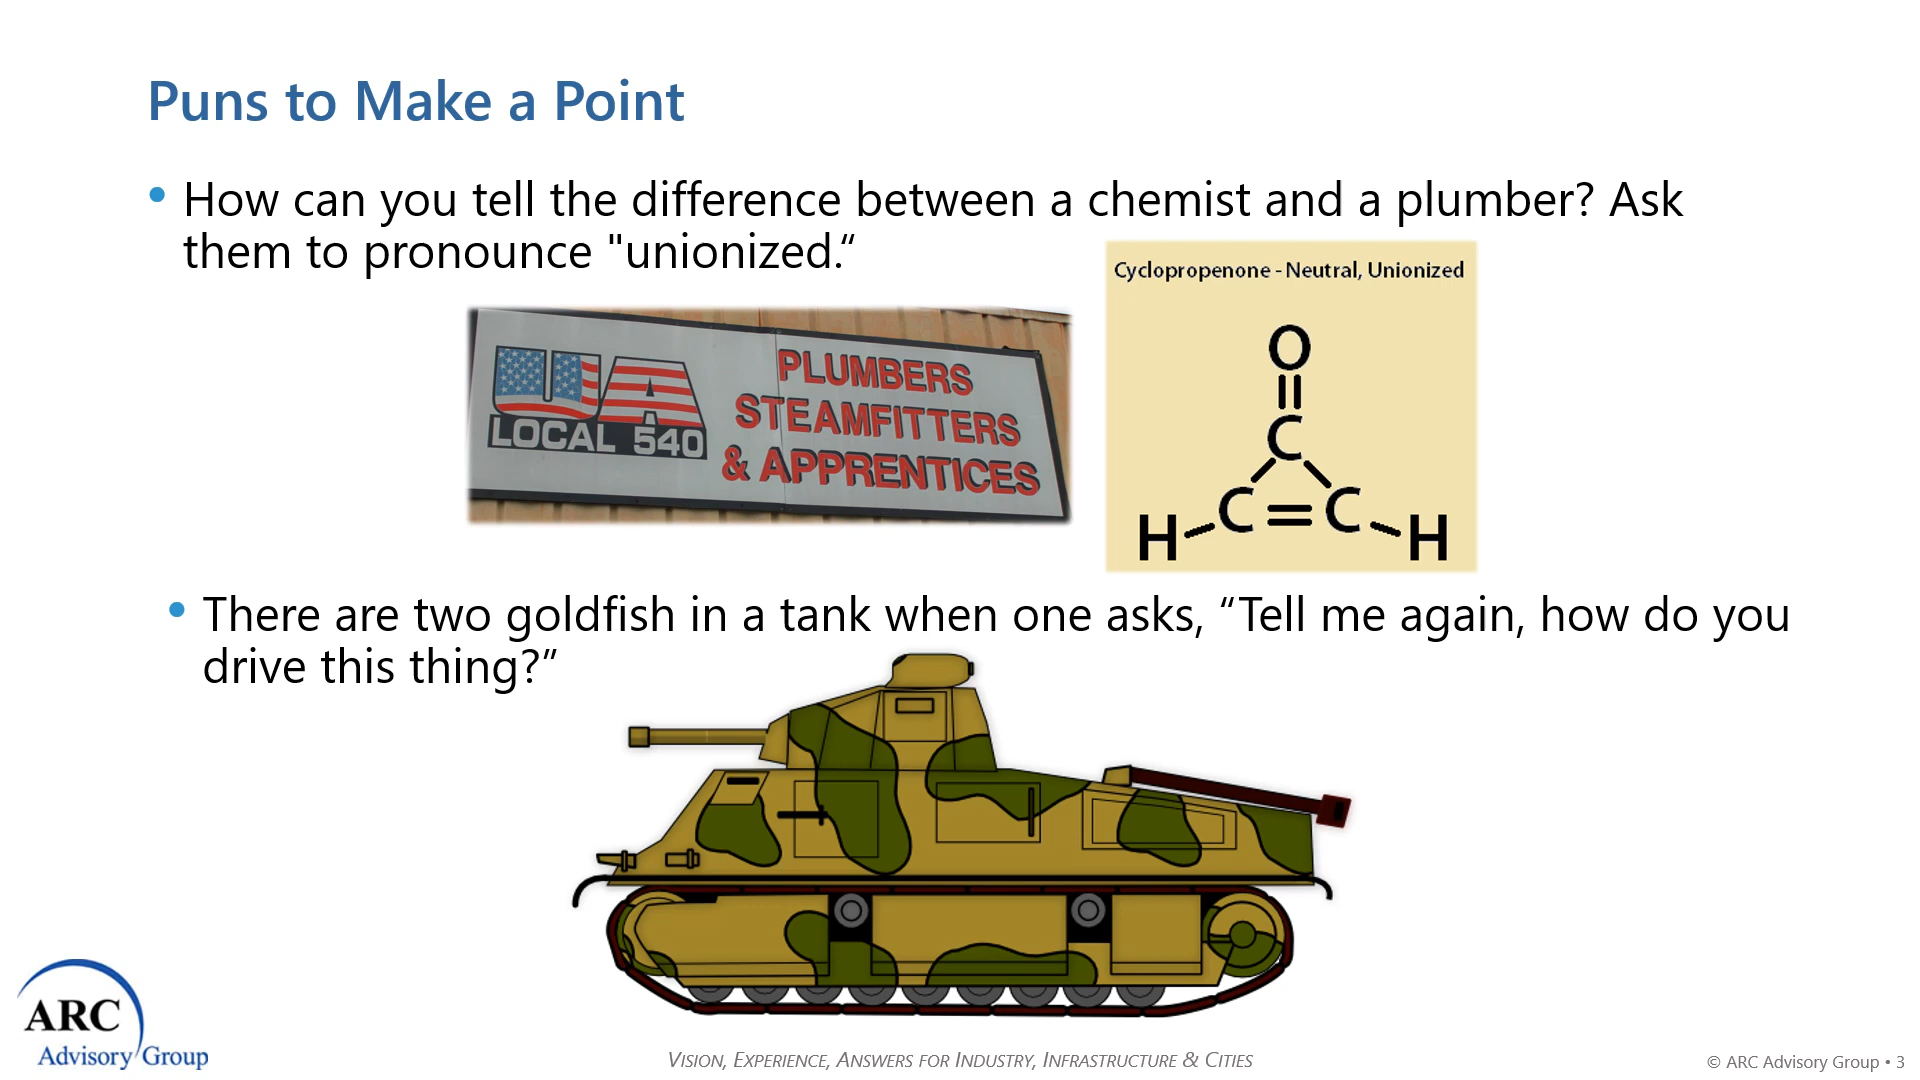 Puns to Make a Point
• How can you tell the difference between a chemist and a plumber? Ask
them to pronounce "unionized.“
Cyclopropenone - Neutral, Unionized
UA
LOCAL 540
PLUMBERS
STEAMFITTERS
& APPRENTICES
O
C
C C
H H
• There are two goldfish in a tank when one asks, “Tell me again, how do you
drive this thing?”
ARC
Advisory Group
VISION, EXPERIENCE, ANSWERS FOR INDUSTRY, INFRASTRUCTURE & CITIES
© ARC Advisory Group • 3